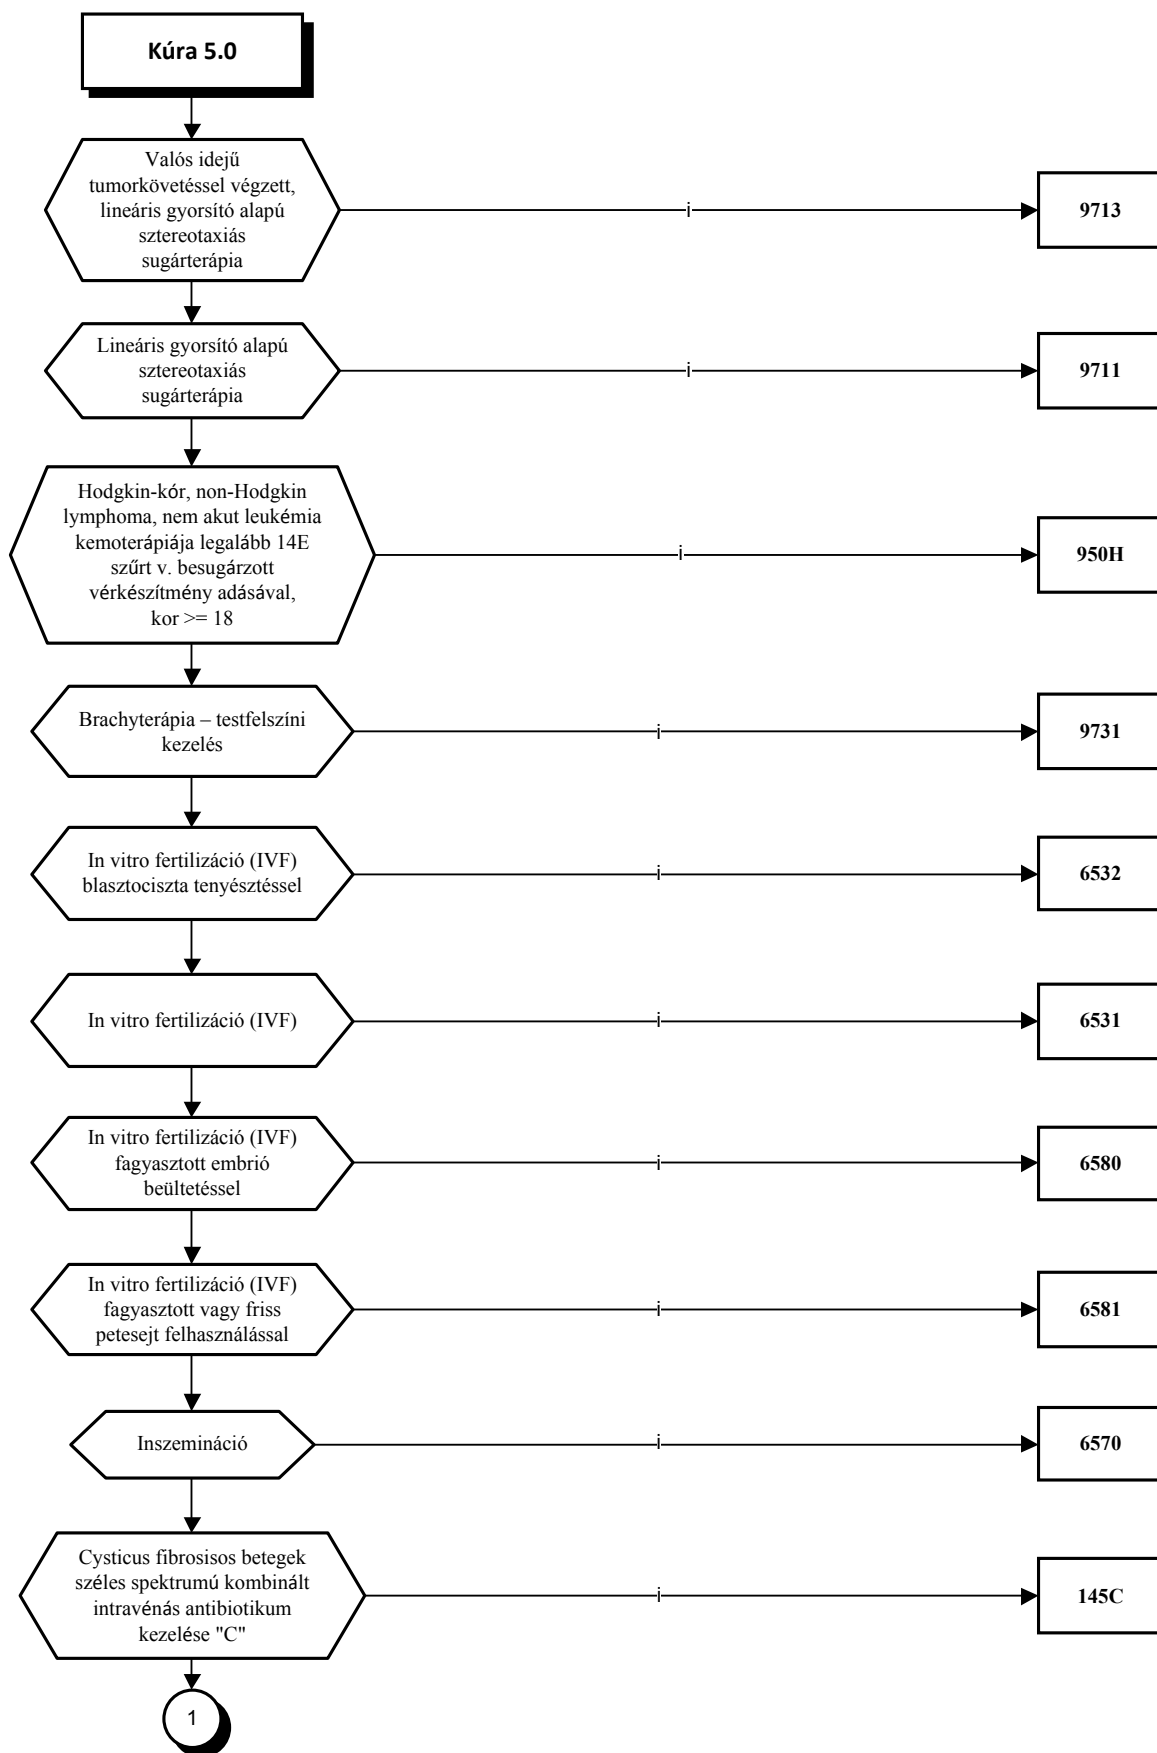 Kúra 5.0
Valós idejű
tumorkövetéssel végzett,
lineáris gyorsító alapú
sztereotaxiás
sugárterápia
i
9713
Lineáris gyorsító alapú
sztereotaxiás
sugárterápia
i
9711
Hodgkin-kór, non-Hodgkin
lymphoma, nem akut leukémia
kemoterápiája legalább 14E
szűrt v. besugárzott
vérkészítmény adásával,
kor >= 18
i
950H
Brachyterápia – testfelszíni
kezelés
i
9731
In vitro fertilizáció (IVF)
blasztociszta tenyésztéssel
i
6532
In vitro fertilizáció (IVF)
i
6531
In vitro fertilizáció (IVF)
fagyasztott embrió
beültetéssel
i
6580
In vitro fertilizáció (IVF)
fagyasztott vagy friss
petesejt felhasználással
i
6581
Inszemináció
i
6570
Cysticus fibrosisos betegek
széles spektrumú kombinált
intravénás antibiotikum
kezelése "C"
i
145C
1